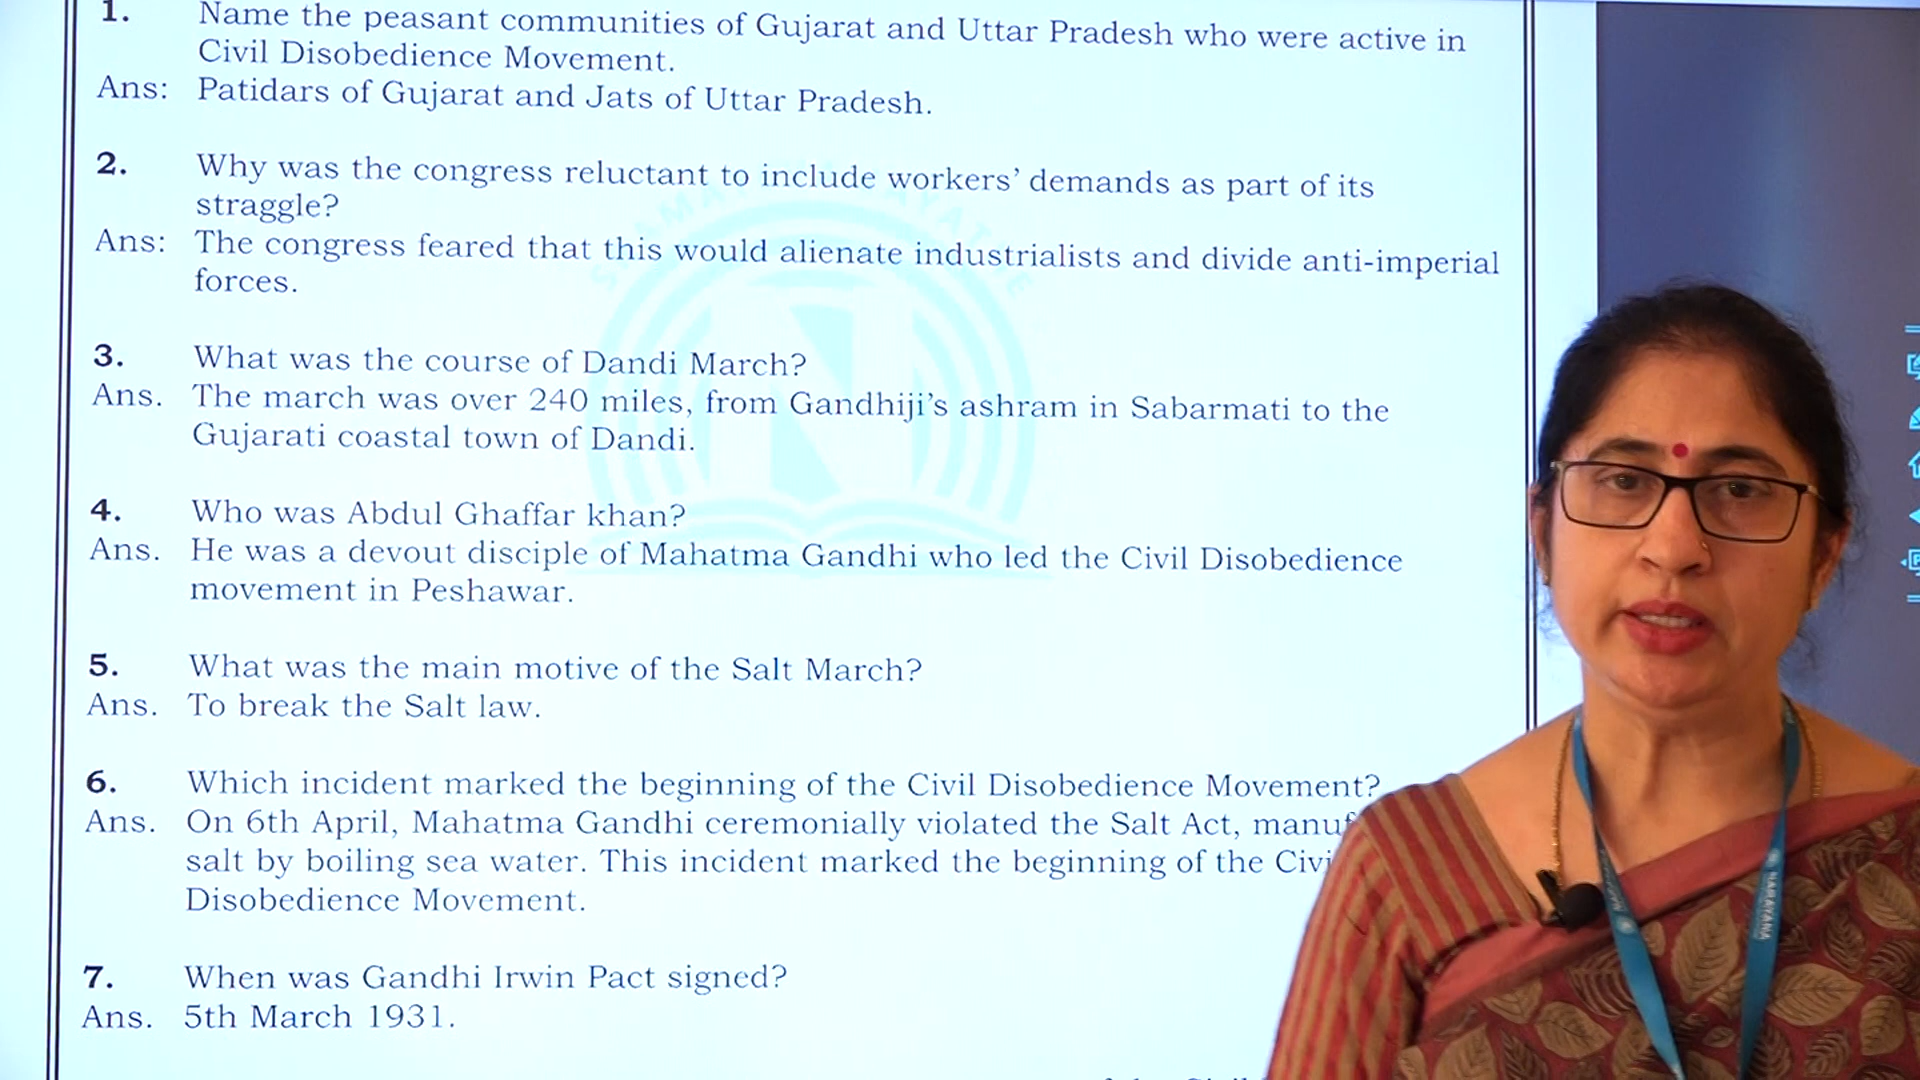 1. Name the peasant communities of Gujarat and Uttar Pradesh who were active in
Civil Disobedience Movement.
Ans: Patidars of Gujarat and Jats of Uttar Pradesh.
2. Why was the congress reluctant to include workers' demands as part of its
straggle?
Ans: The congress feared that this would alienate industrialists and divide anti-imperial
forces.
3. What was the course of Dandi March?
Ans. The march was over 240 miles, from Gandhiji's ashram in Sabarmati to the
Gujarati coastal town of Dandi.
4. Who was Abdul Ghaffar khan?
Ans. He was a devout disciple of Mahatma Gandhi who led the Civil Disobedience
movement in Peshawar.
5. What was the main motive of the Salt March?
Ans. To break the Salt law.
6. Which incident marked the beginning of the Civil Disobedience Movement?
Ans. On 6th April, Mahatma Gandhi ceremonially violated the Salt Act,
salt by boiling sea water. This incident marked the beginning of the
Disobedience Movement.
7. When was Gandhi Irwin Pact signed?
Ans. 5th March 1931.
NARAYANA